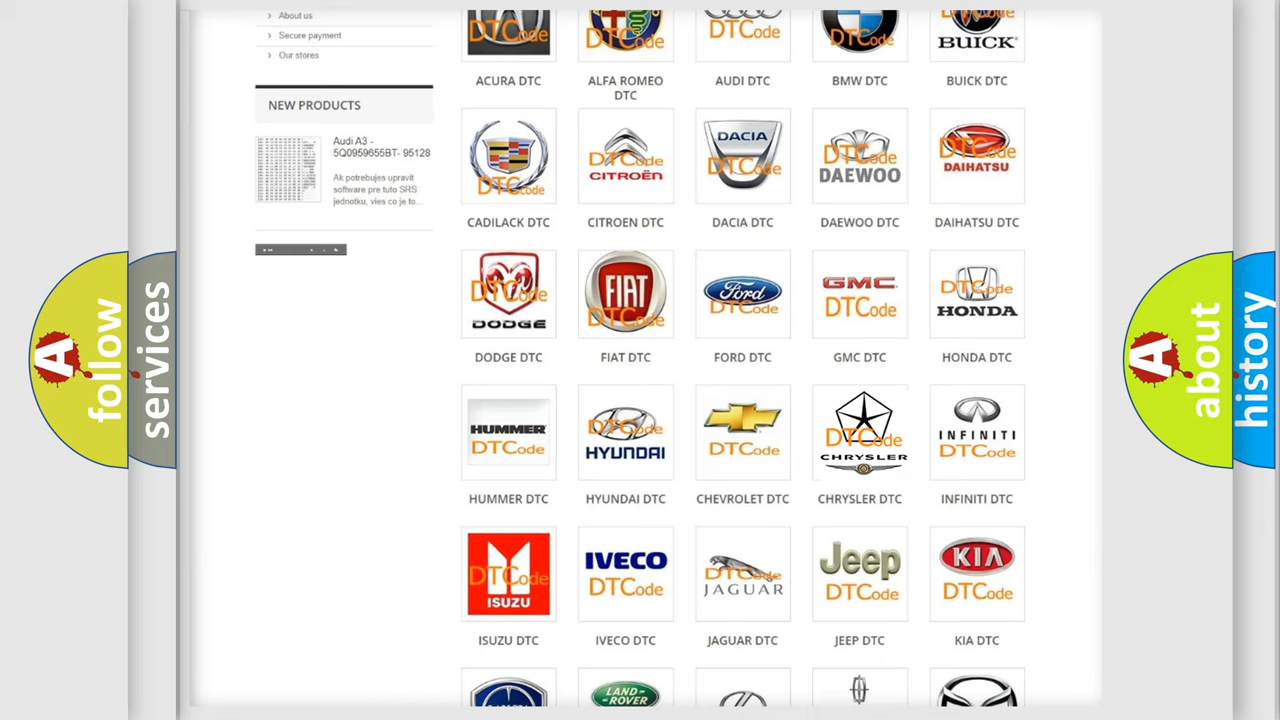 About us
Secure payment
Our stores
NEW PRODUCTS
Audi A3 -
5Q0959655BT- 95128
Ak potrebujes upravit
software pre tuto SRS
jednotku, vies co je to...
DTCode DTCode DTCode DTCode BUICK
ACURA DTC ALFA ROMEO DTC AUDI DTC BMW DTC BUICK DTC
DTCode DTCode CITROËN DACIA DTCode DTCode DAEWOO DTCode DAIHATSU
CADILACK DTC CITROEN DTC DACIA DTC DAEWOO DTC DAIHATSU DTC
DTCode DODGE FIAT DTCode Ford DTCode GMC DTCode DTCode HONDA
DODGE DTC FIAT DTC FORD DTC GMC DTC HONDA DTC
HUMMER DTCode DTCode HYUNDAI DTCode DTCode CHRYSLER INFINITI DTCode
HUMMER DTC HYUNDAI DTC CHEVROLET DTC CHRYSLER DTC INFINITI DTC
DTCode ISUZU IVECO DTCode DTCode JAGUAR Jeep DTCode KIA DTCode
ISUZU DTC IVECO DTC JAGUAR DTC JEEP DTC KIA DTC
LAND-
ROVER
A follow
services
A about
history